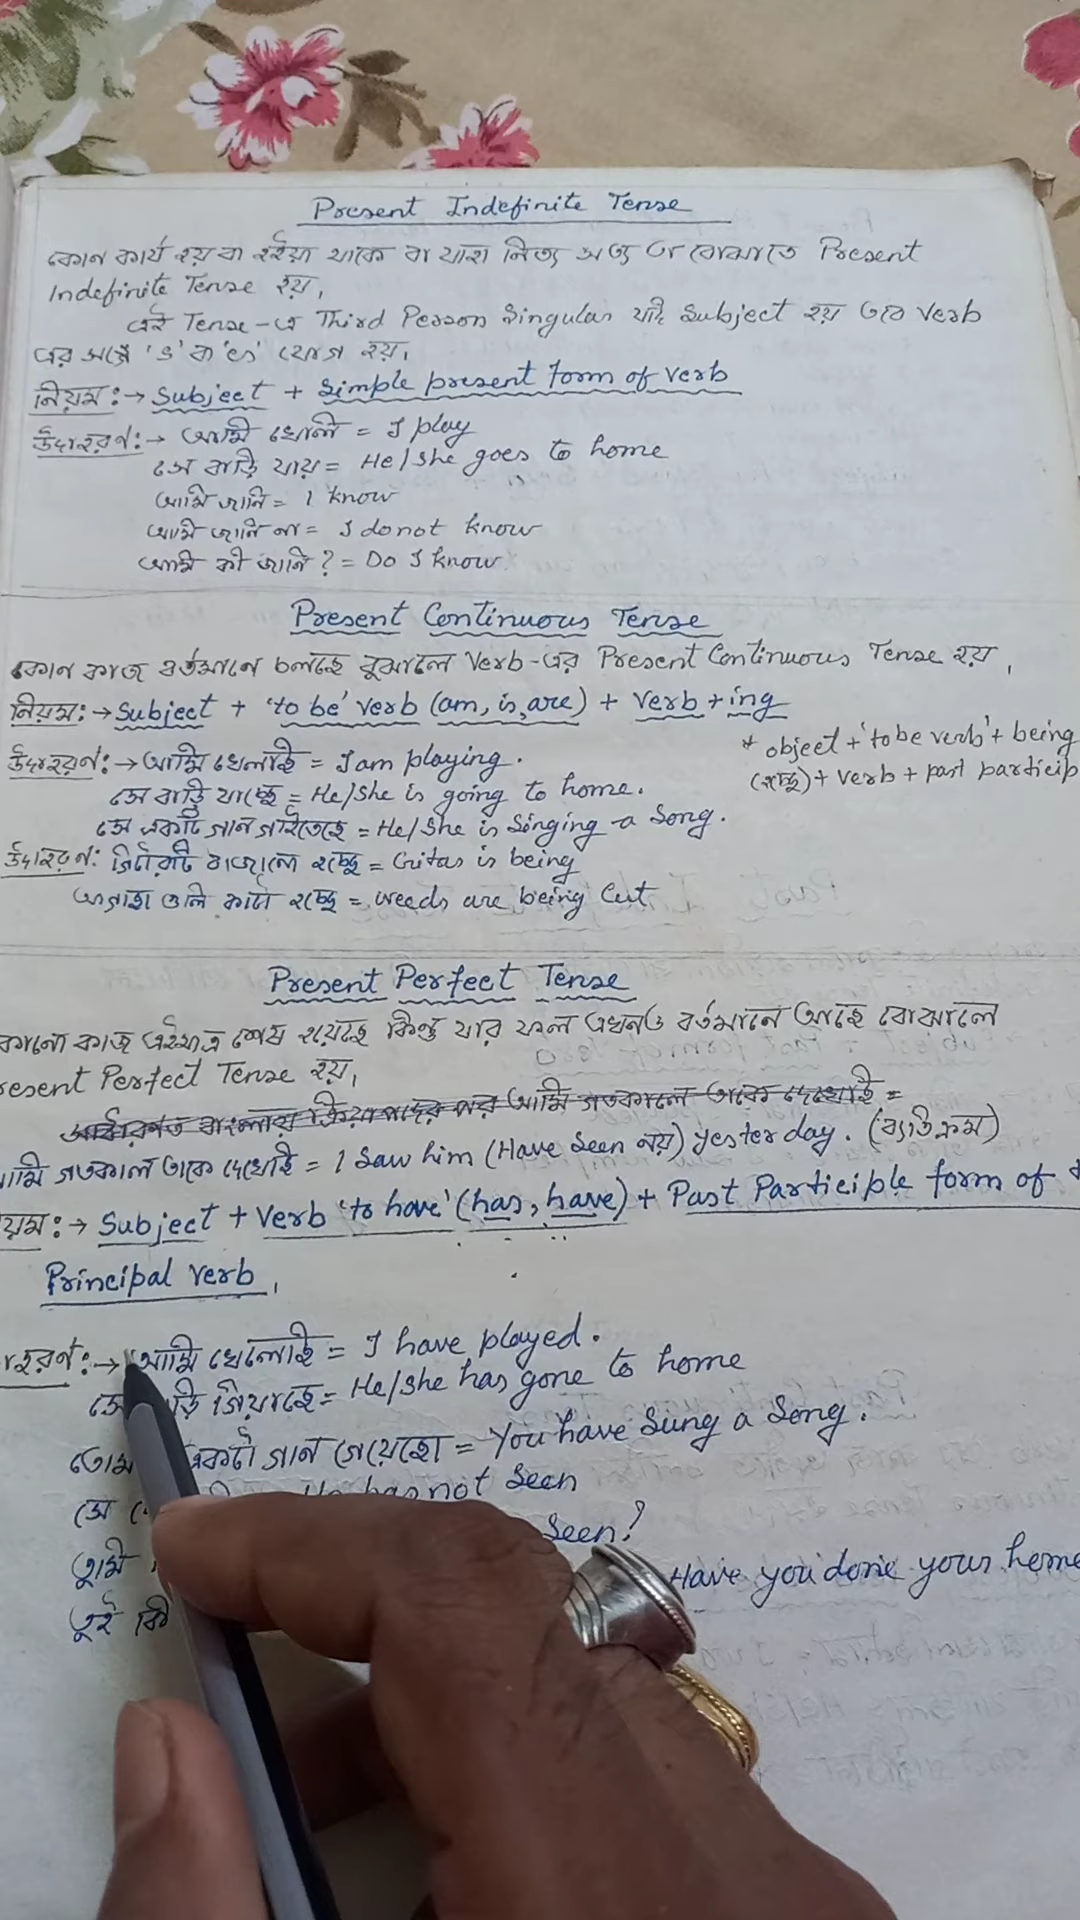 Present Indefinite Tense
কোন কার্য হয় বা হইয়া থাকে বা যাহা নিত্য সত্য তা বোঝাতে Present
Indefinite Tense হয়,
এই Tense-এ Third Person Singular যদি Subject হয় তবে Verb
এর সঙ্গে 's' বা 'es' যোগ হয়,
নিয়ম :→ Subject + Simple present form of verb
উদাহরণ :→ আমি খেলি = I play
সে বাড়ি যায় = He/She goes to home
আমি জানি = I know
আমি জানি না = I do not know
আমি কী জানি ? = Do I know
Present Continuous Tense
কোন কাজ বর্তমানে চলছে বুঝালে Verb-এর Present Continuous Tense হয়,
নিয়ম :→ Subject + 'to be' verb (am, is, are) + verb + ing
* object + 'to be verb' + being
উদাহরণ :→ আমি খেলছি = I am playing.
(হচ্ছে) + verb + past particip
সে বাড়ি যাচ্ছে = He/She is going to home.
সে একটি গান গাইতেছে = He/She is Singing a Song.
উদাহরণ : গিটারটি বাজানো হচ্ছে = Guitar is being
আগাছা গুলি কাটা হচ্ছে = weeds are being Cut
Present Perfect Tense
কোনো কাজ এইমাত্র শেষ হয়েছে কিন্তু যার ফল এখনও বর্তমানে আছে বোঝালে
resent Perfect Tense হয়,
আমি গতকালে তাকে দেখেছি =
আমি গতকাল তাকে দেখেছি = I Saw him (Have Seen নয়) yesterday. (ব্যতিক্রম)
য়ম :→ Subject + Verb 'to have' (has, have) + Past Participle form of
Principal Verb,
হরণ :→ আমি খেলেছি = I have played.
সে ড়ি গিয়াছে = He/She has gone to home
একটা গান গেয়েছো = You have Sung a Song.
সে He has not Seen
তুমি Seen?
তুই কি Have you done your home